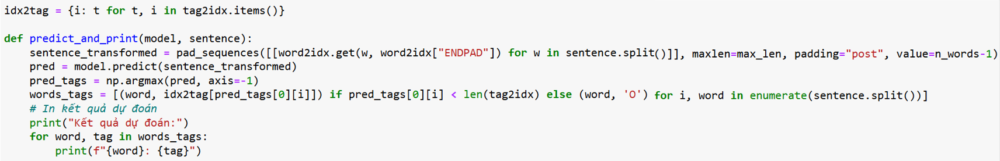 idx2tag = {i: t for t, i in tag2idx.items()}
def predict_and_print(model, sentence):
    sentence_transformed = pad_sequences([[word2idx.get(w, word2idx["ENDPAD"]) for w in sentence.split()]], maxlen=max_len, padding="post", value=n_words-1)
    pred = model.predict(sentence_transformed)
    pred_tags = np.argmax(pred, axis=-1)
    words_tags = [(word, idx2tag[pred_tags[0][i]]) if pred_tags[0][i] < len(tag2idx) else (word, 'O') for i, word in enumerate(sentence.split())]
    # In kết quả dự đoán
    print("Kết quả dự đoán:")
    for word, tag in words_tags:
        print(f"{word}: {tag}")